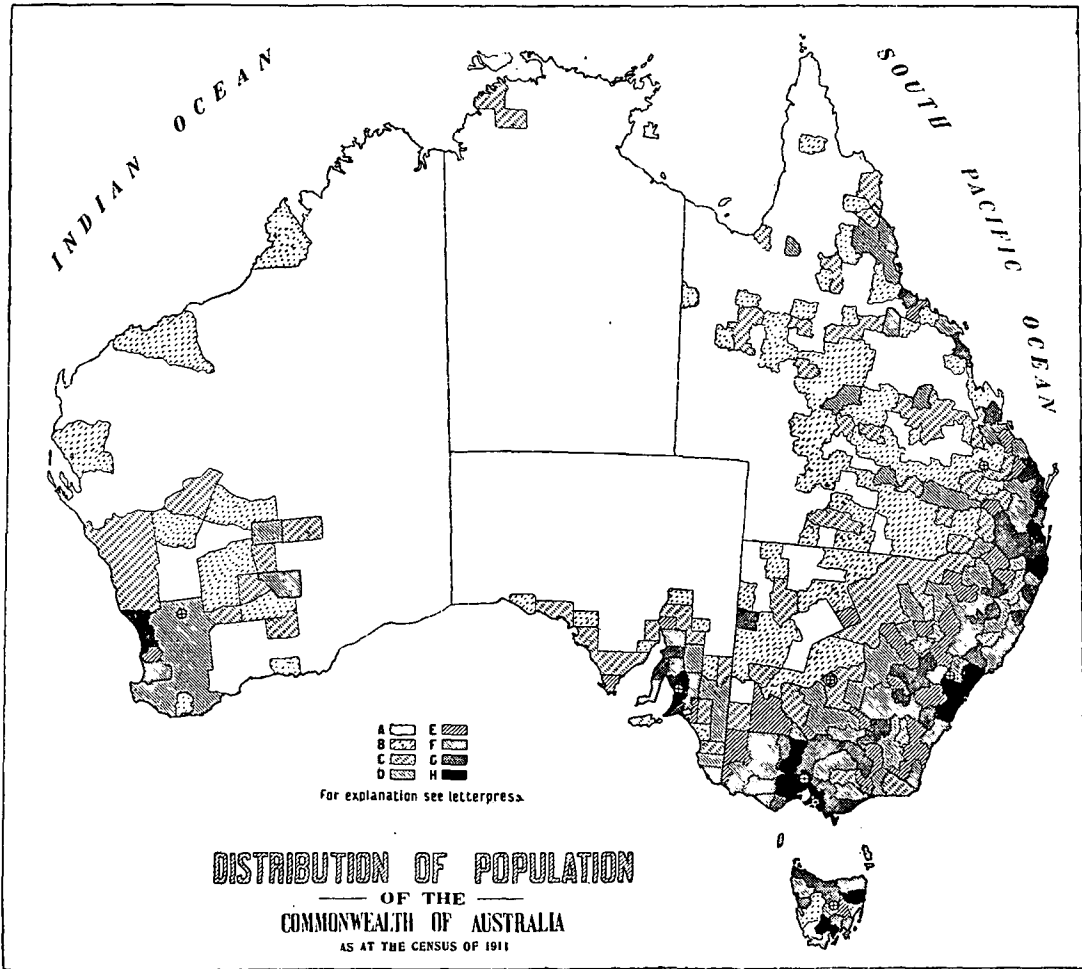 INDIAN OCEAN
SOUTH PACIFIC OCEAN
A E
B F
C G
D H
For explanation see letterpress.
DISTRIBUTION OF POPULATION
OF THE
COMMONWEALTH OF AUSTRALIA
AS AT THE CENSUS OF 1911